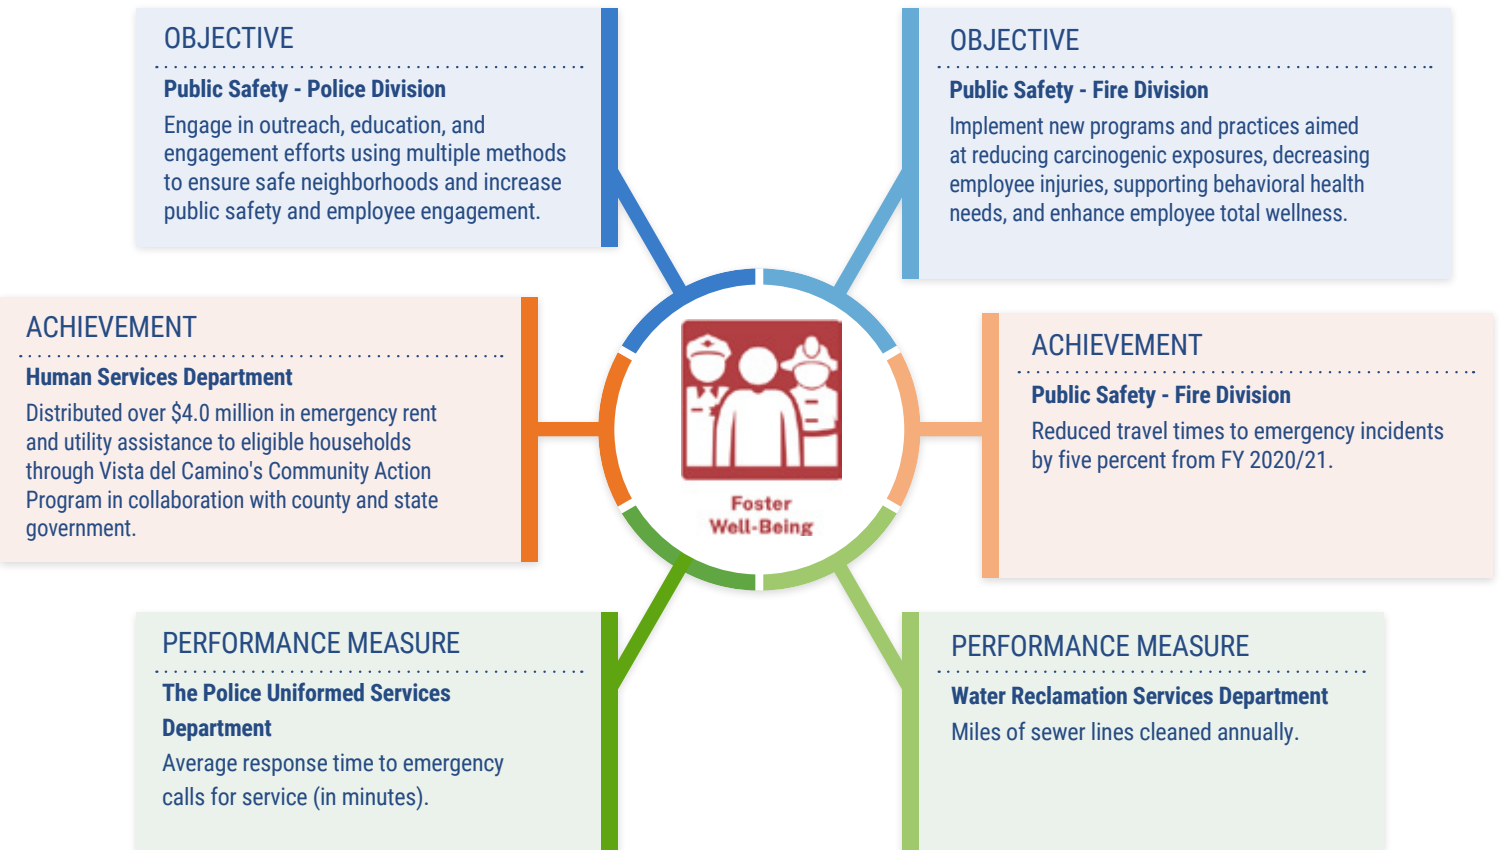 OBJECTIVE
Public Safety - Police Division
Engage in outreach, education, and
engagement efforts using multiple methods
to ensure safe neighborhoods and increase
public safety and employee engagement.
OBJECTIVE
Public Safety - Fire Division
Implement new programs and practices aimed
at reducing carcinogenic exposures, decreasing
employee injuries, supporting behavioral health
needs, and enhance employee total wellness.
ACHIEVEMENT
Human Services Department
Distributed over $4.0 million in emergency rent
and utility assistance to eligible households
through Vista del Camino's Community Action
Program in collaboration with county and state
government.
Foster
Well-Being
ACHIEVEMENT
Public Safety - Fire Division
Reduced travel times to emergency incidents
by five percent from FY 2020/21.
PERFORMANCE MEASURE
The Police Uniformed Services
Department
Average response time to emergency
calls for service (in minutes).
PERFORMANCE MEASURE
Water Reclamation Services Department
Miles of sewer lines cleaned annually.